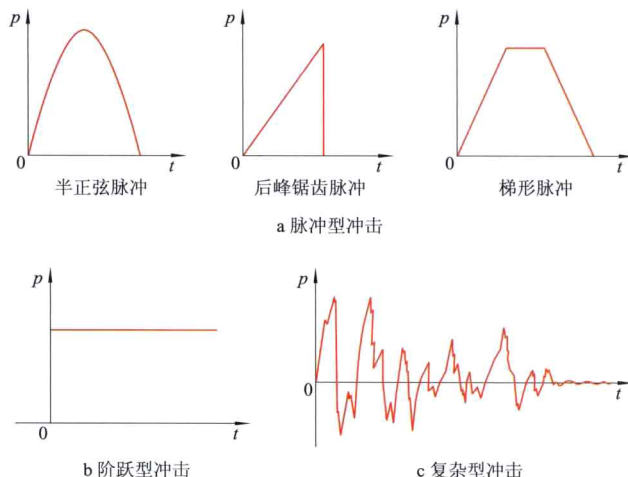 p p p
0 t 0 t 0 t
半正弦脉冲 后峰锯齿脉冲 梯形脉冲
a 脉冲型冲击
p p
0 t 0 t
b 阶跃型冲击 c 复杂型冲击